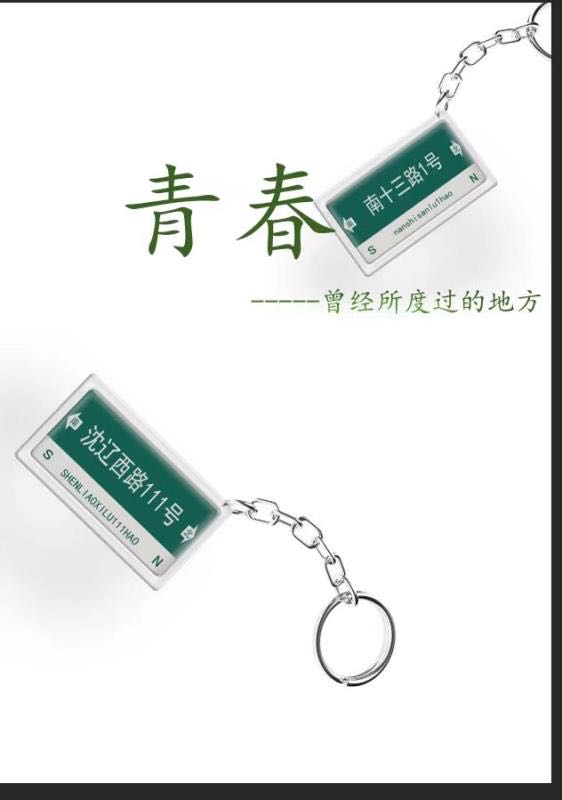 青春
南十三路1号
nanshisanlu1hao
S N
-----曾经所度过的地方
沈辽西路111号
SHENLIAOXILU111HAO
S N